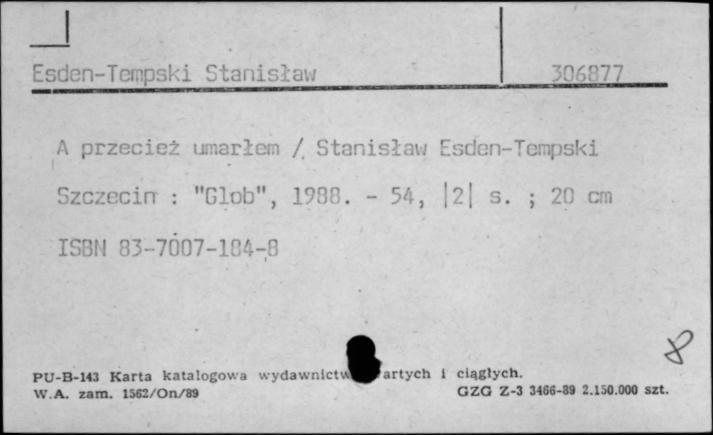 Esden-Tempski Stanisław 306877
A przecież umarłem / Stanisław Esden-Tempski
Szczecin : "Glob", 1988. - 54, |2| s. ; 20 cm
ISBN 83-7007-184-8
8
PU-B-143 Karta katalogowa wydawnictw zwartych i ciągłych.
W.A. zam. 1562/On/89 GZG Z-3 3466-89 2.150.000 szt.